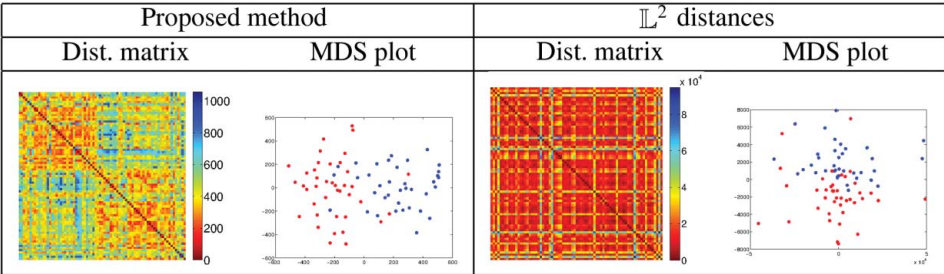 Proposed method
𝕃² distances
Dist. matrix
MDS plot
Dist. matrix
MDS plot
1000
800
600
400
200
0
600
400
200
0
-200
-400
-600
-600 -400 -200 0 200 400 600
x 10⁴
8
6
4
2
0
8000
6000
4000
2000
0
-2000
-4000
-6000
-8000
-5 0 5
x 10⁴